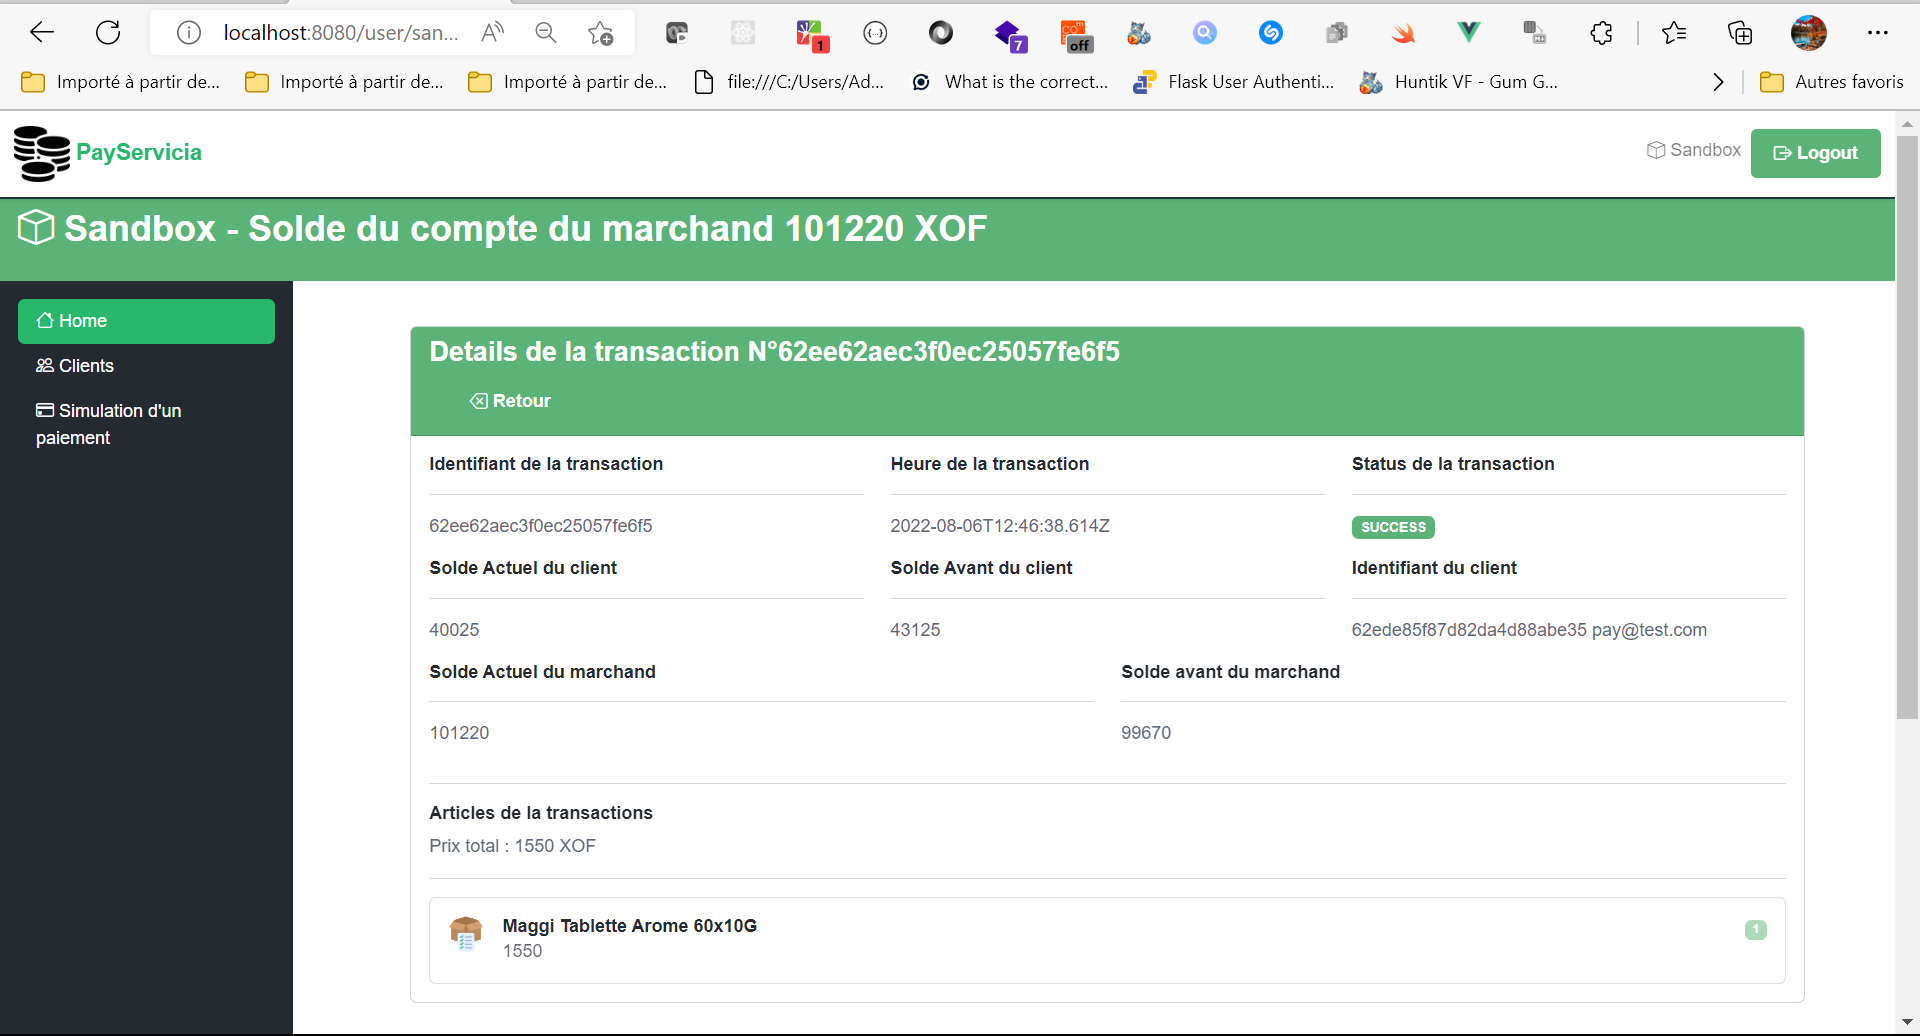 localhost:8080/user/san...
1
7
off
Importé à partir de...
Importé à partir de...
Importé à partir de...
file:///C:/Users/Ad...
What is the correct...
Flask User Authenti...
Huntik VF - Gum G...
Autres favoris
PayServicia
Sandbox
Logout
Sandbox - Solde du compte du marchand 101220 XOF
Home
Clients
Simulation d'un
paiement
Details de la transaction N°62ee62aec3f0ec25057fe6f5
Retour
Identifiant de la transaction
Heure de la transaction
Status de la transaction
62ee62aec3f0ec25057fe6f5
2022-08-06T12:46:38.614Z
SUCCESS
Solde Actuel du client
Solde Avant du client
Identifiant du client
40025
43125
62ede85f87d82da4d88abe35 pay@test.com
Solde Actuel du marchand
Solde avant du marchand
101220
99670
Articles de la transactions
Prix total : 1550 XOF
Maggi Tablette Arome 60x10G
1
1550